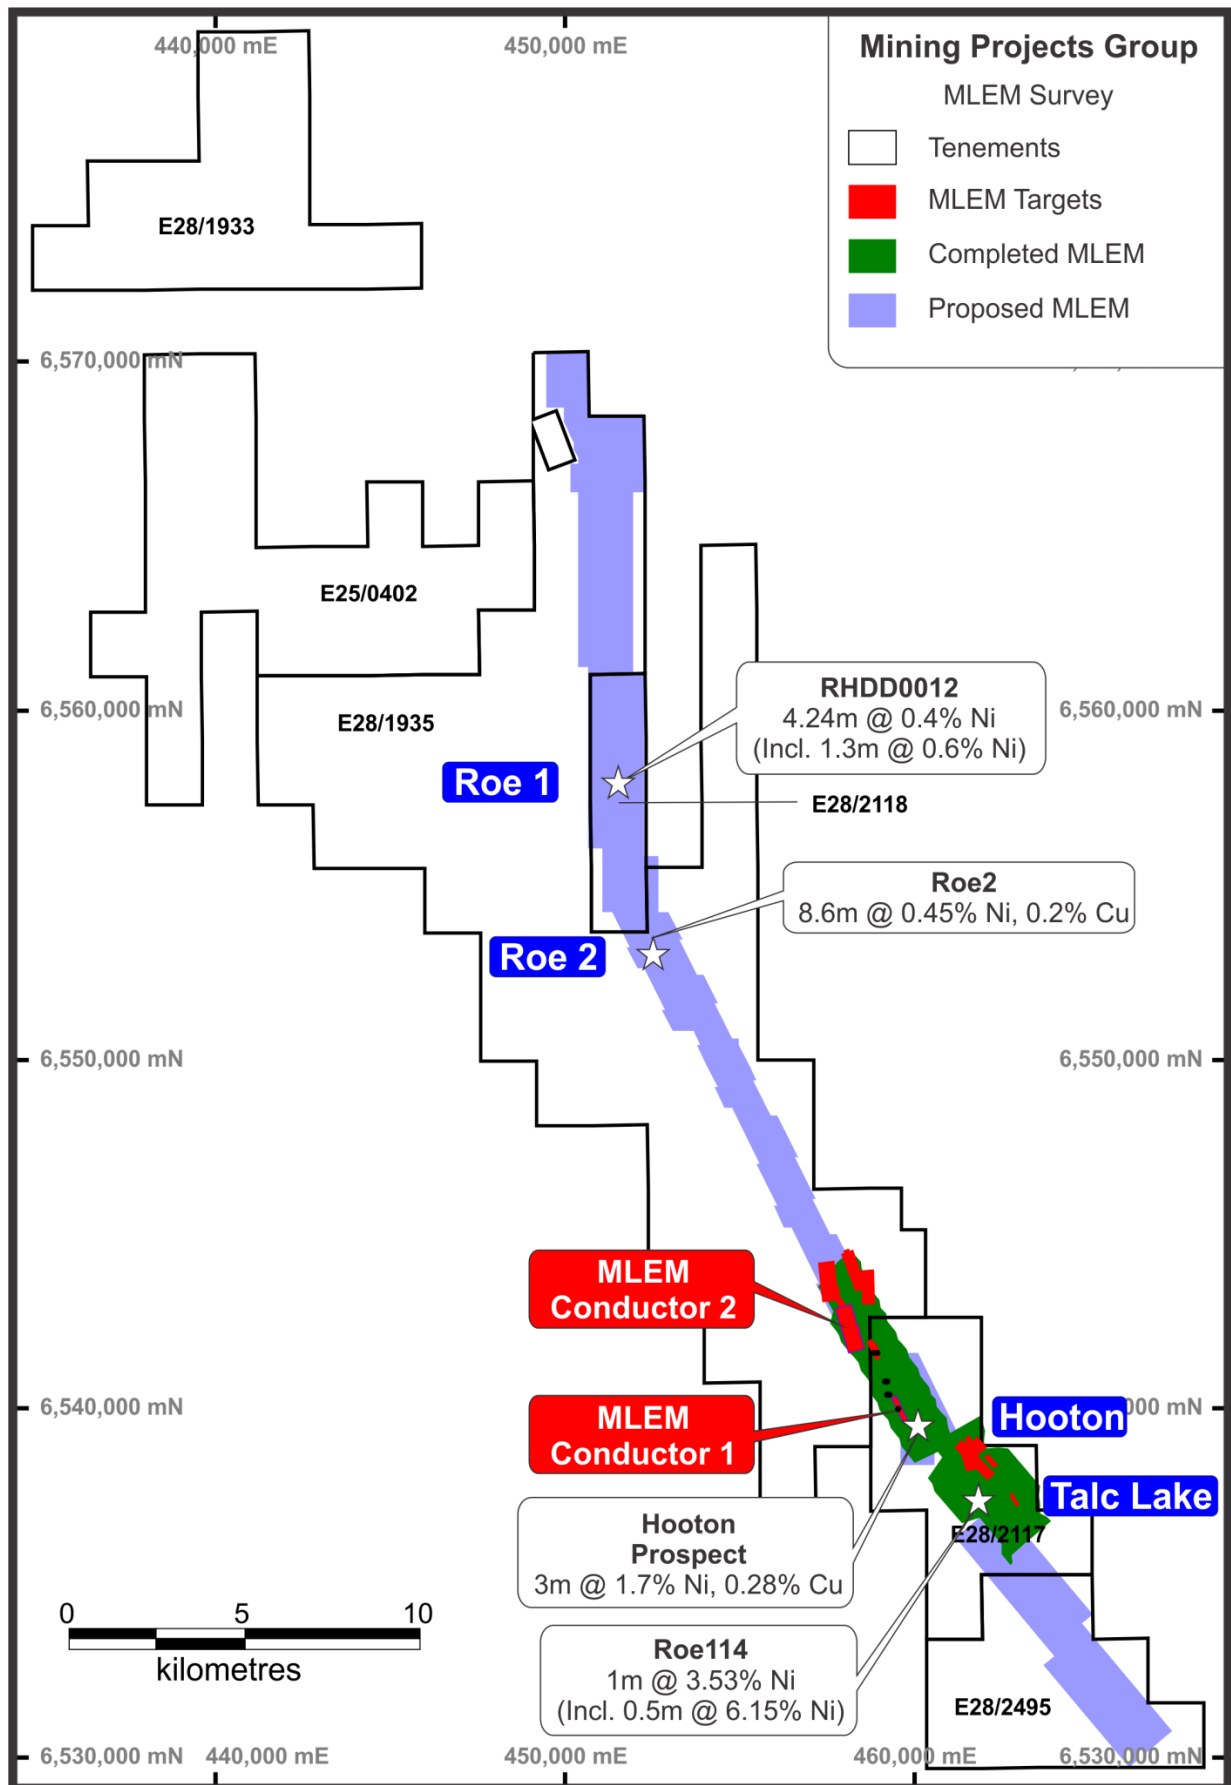 440,000 mE
450,000 mE
Mining Projects Group
MLEM Survey
Tenements
MLEM Targets
Completed MLEM
Proposed MLEM
E28/1933
6,570,000 mN
E25/0402
E28/1935
RHDD0012
4.24m @ 0.4% Ni
(Incl. 1.3m @ 0.6% Ni)
6,560,000 mN
6,560,000 mN
Roe 1
E28/2118
Roe2
8.6m @ 0.45% Ni, 0.2% Cu
Roe 2
6,550,000 mN
6,550,000 mN
MLEM
Conductor 2
MLEM
Conductor 1
6,540,000 mN
000 mN
Hooton
Talc Lake
E28/2117
Hooton
Prospect
3m @ 1.7% Ni, 0.28% Cu
Roe114
1m @ 3.53% Ni
(Incl. 0.5m @ 6.15% Ni)
0 5 10
kilometres
E28/2495
6,530,000 mN
440,000 mE
450,000 mE
460,000 mE
6,530,000 mN